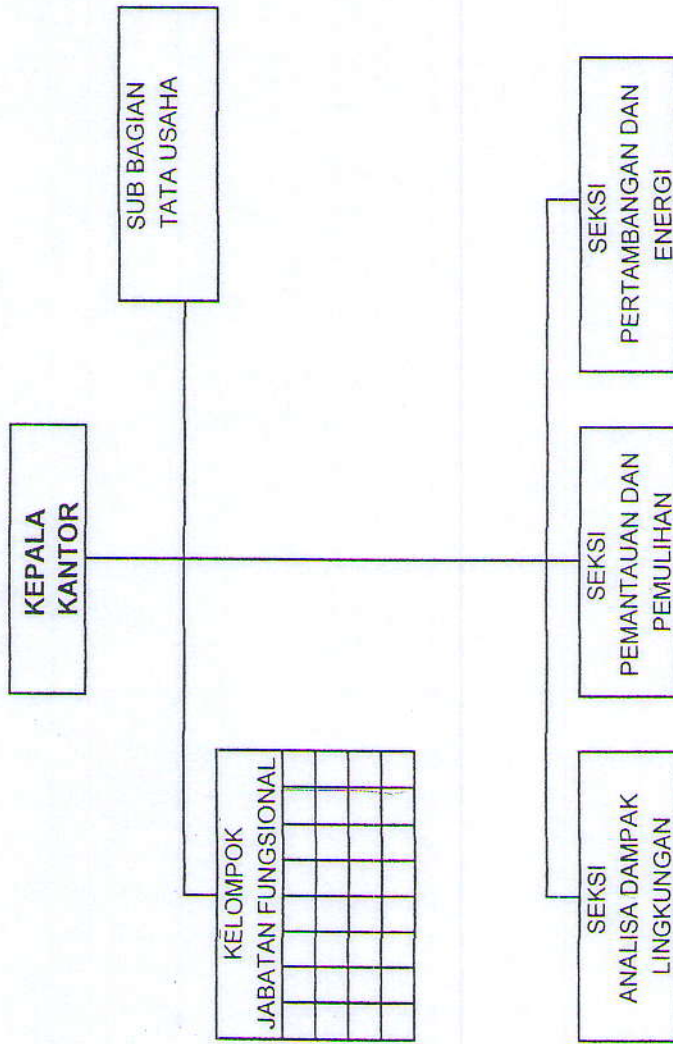 KEPALA
KANTOR
SUB BAGIAN
TATA USAHA
KELOMPOK
JABATAN FUNGSIONAL
SEKSI
ANALISA DAMPAK
LINGKUNGAN
SEKSI
PEMANTAUAN DAN
PEMULIHAN
SEKSI
PERTAMBANGAN DAN
ENERGI